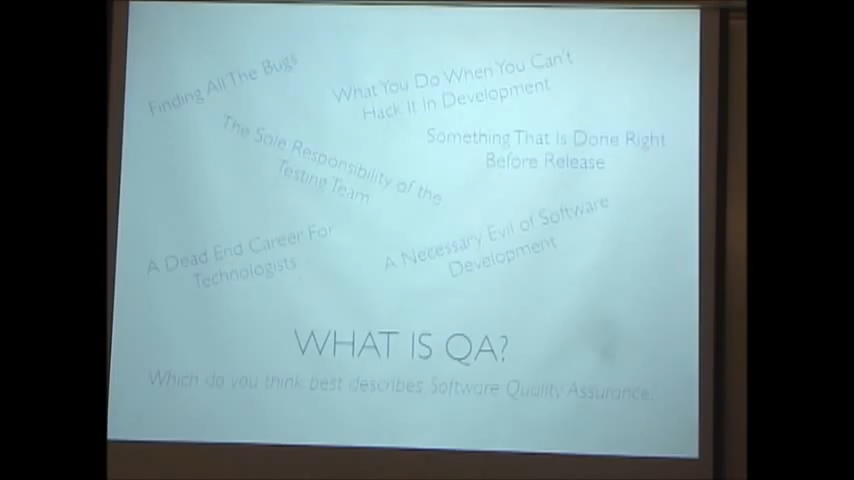 Finding All The Bugs
What You Do When You Can't
Hack It In Development
The Sole Responsibility of the
Testing Team
Something That Is Done Right
Before Release
A Dead End Career For
Technologists
A Necessary Evil of Software
Development
WHAT IS QA?
Which do you think best describes Software Quality Assurance.